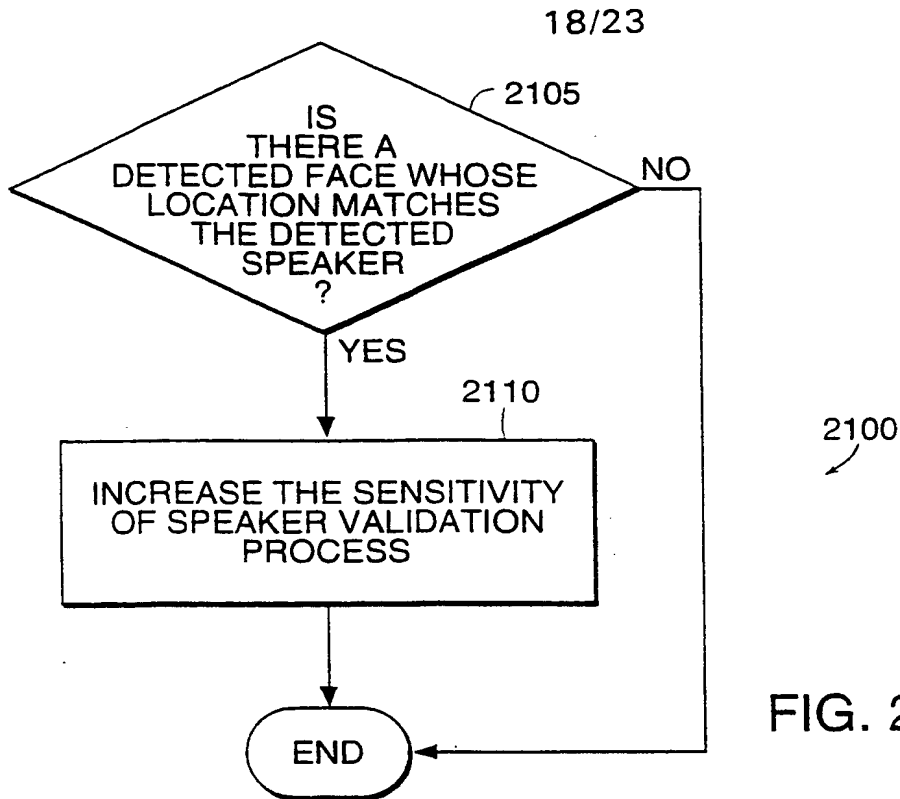 18/23
2105
IS
THERE A
DETECTED FACE WHOSE
LOCATION MATCHES
THE DETECTED
SPEAKER
?
NO
YES
2110
INCREASE THE SENSITIVITY
OF SPEAKER VALIDATION
PROCESS
2100
END
FIG. 2